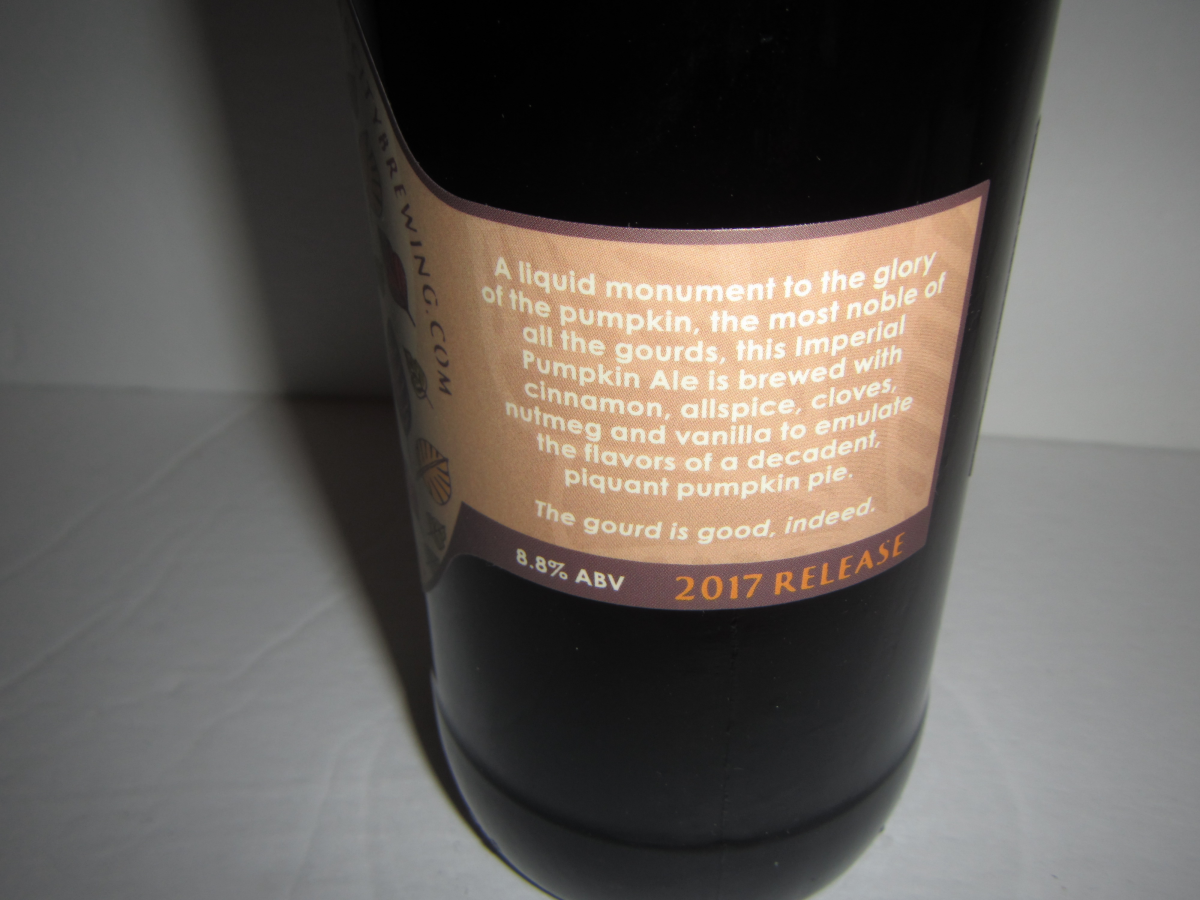 A liquid monument to the glory
of the pumpkin, the most noble of
all the gourds, this Imperial
Pumpkin Ale is brewed with
cinnamon, allspice, cloves,
nutmeg and vanilla to emulate
the flavors of a decadent,
piquant pumpkin pie.
The gourd is good, indeed.
8.8% ABV
2017 RELEASE